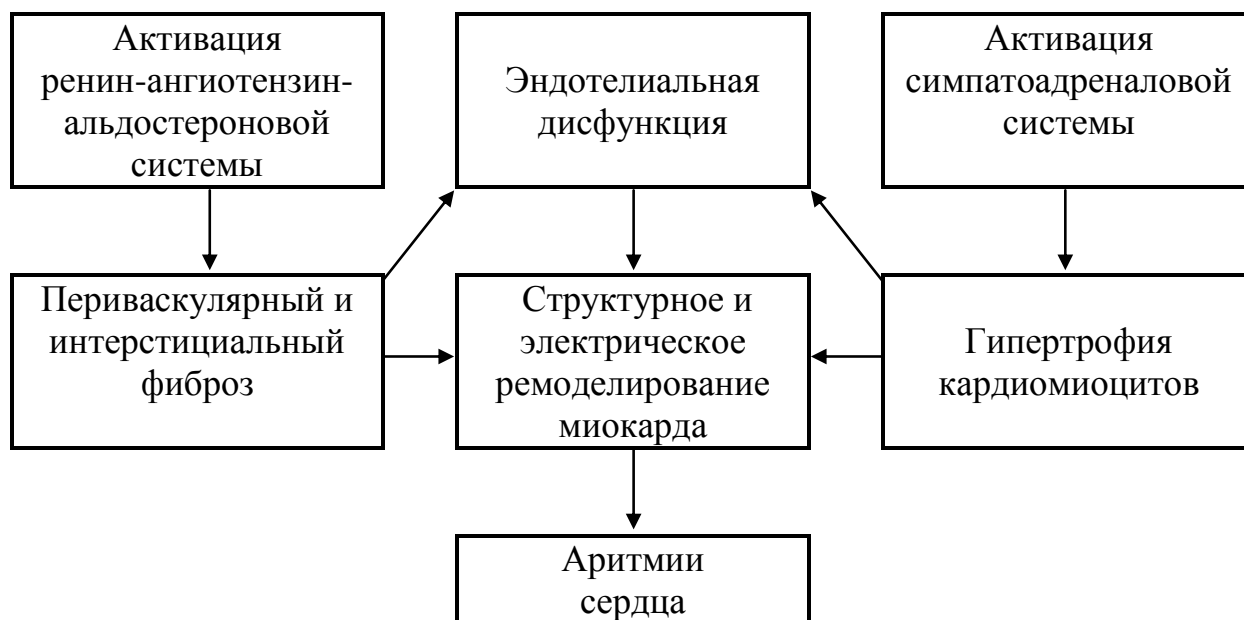 Активация
ренин-ангиотензин-
альдостероновой
системы
Эндотелиальная
дисфункция
Активация
симпатоадреналовой
системы
Периваскулярный и
интерстициальный
фиброз
Структурное и
электрическое
ремоделирование
миокарда
Гипертрофия
кардиомиоцитов
Аритмии
сердца